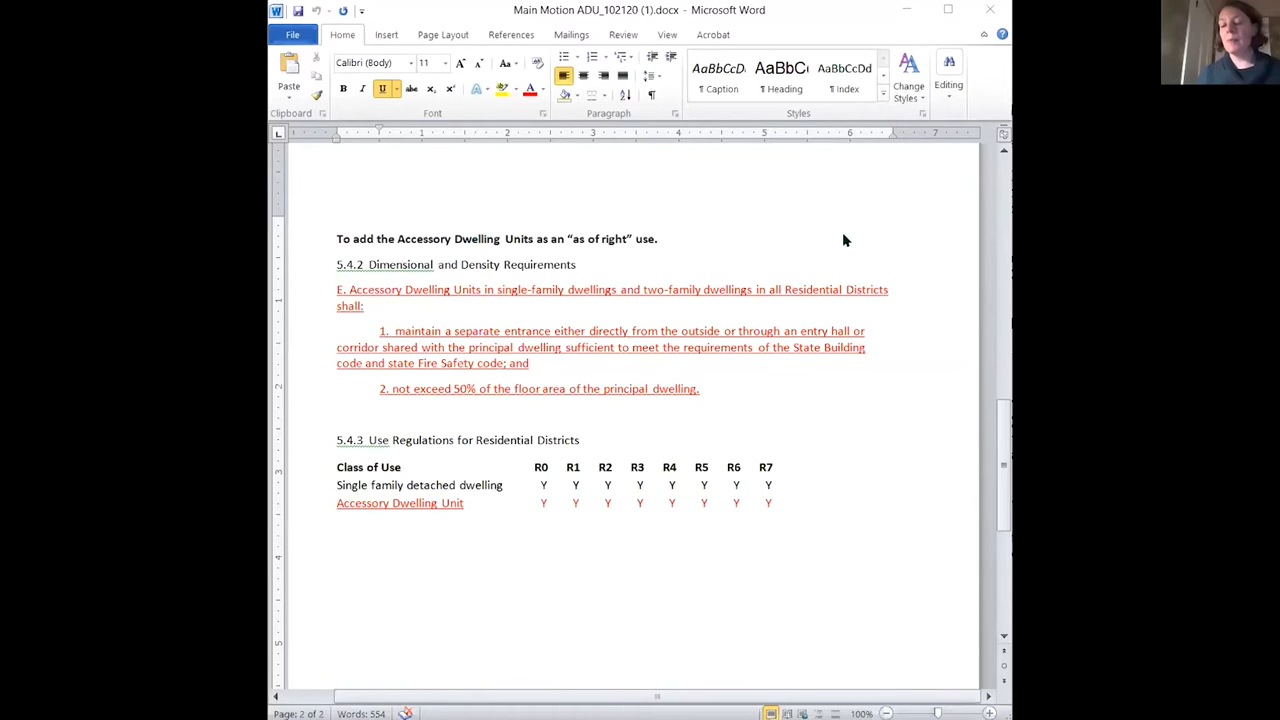 Main Motion ADU_102120 (1).docx - Microsoft Word
File Home Insert Page Layout References Mailings Review View Acrobat
Calibri (Body) 11
AaBbCcD AaBbC AaBbCcDd
Paste ¶ Caption ¶ Heading ¶ Index Change Styles Editing
Clipboard Font Paragraph Styles
1 2 3 4 5 6 7
To add the Accessory Dwelling Units as an “as of right” use.
5.4.2 Dimensional and Density Requirements
E. Accessory Dwelling Units in single-family dwellings and two-family dwellings in all Residential Districts
shall:
1. maintain a separate entrance either directly from the outside or through an entry hall or
corridor shared with the principal dwelling sufficient to meet the requirements of the State Building
code and state Fire Safety code; and
2. not exceed 50% of the floor area of the principal dwelling.
5.4.3 Use Regulations for Residential Districts
Class of Use R0 R1 R2 R3 R4 R5 R6 R7
Single family detached dwelling Y Y Y Y Y Y Y Y
Accessory Dwelling Unit Y Y Y Y Y Y Y Y
Page: 2 of 2 Words: 554 100%